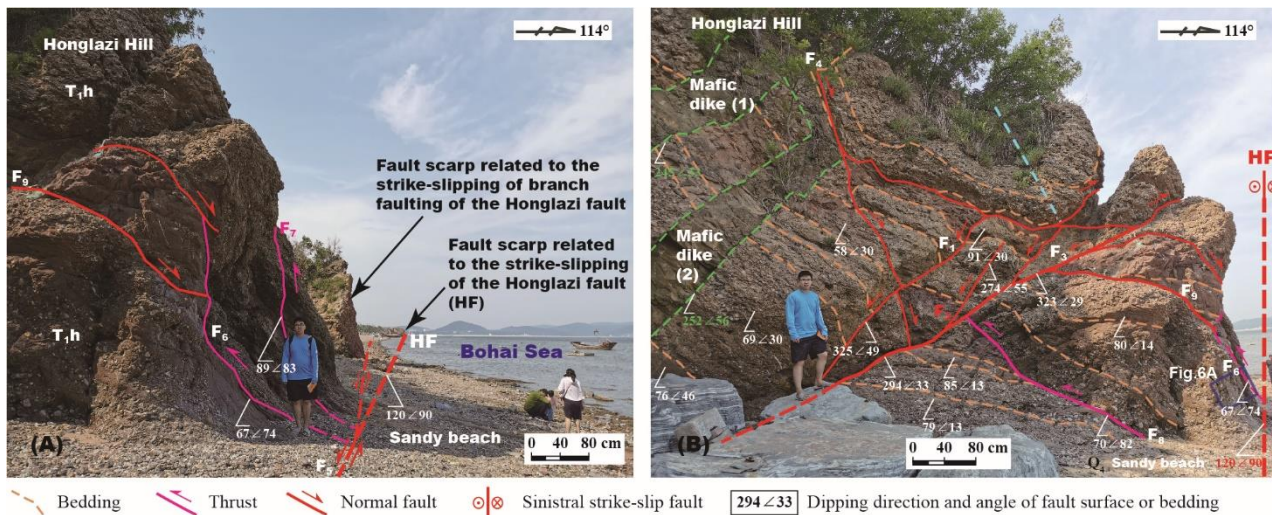 Honglazi Hill
114°
T₁h
F₉
Fault scarp related to the
strike-slipping of branch
faulting of the Honglazi fault
F₇
Fault scarp related
to the strike-slipping
of the Honglazi fault
(HF)
T₁h
F₆
HF
Bohai Sea
89∠83
120∠90
67∠74
Sandy beach
(A)
F₅
0 40 80 cm
Honglazi Hill
114°
F₄
Mafic
dike (1)
HF
Mafic
dike (2)
58∠30
F₁
91∠30
F₃
274∠55
323∠29
F₉
252∠56
69∠30
325∠49
80∠14
Fig.6A
F₆
294∠33
85∠13
67∠74
76∠46
79∠13
70∠82
F₈
(B)
0 40 80 cm
Q₄ Sandy beach
120∠90
Bedding
Thrust
Normal fault
Sinistral strike-slip fault
294∠33
Dipping direction and angle of fault surface or bedding